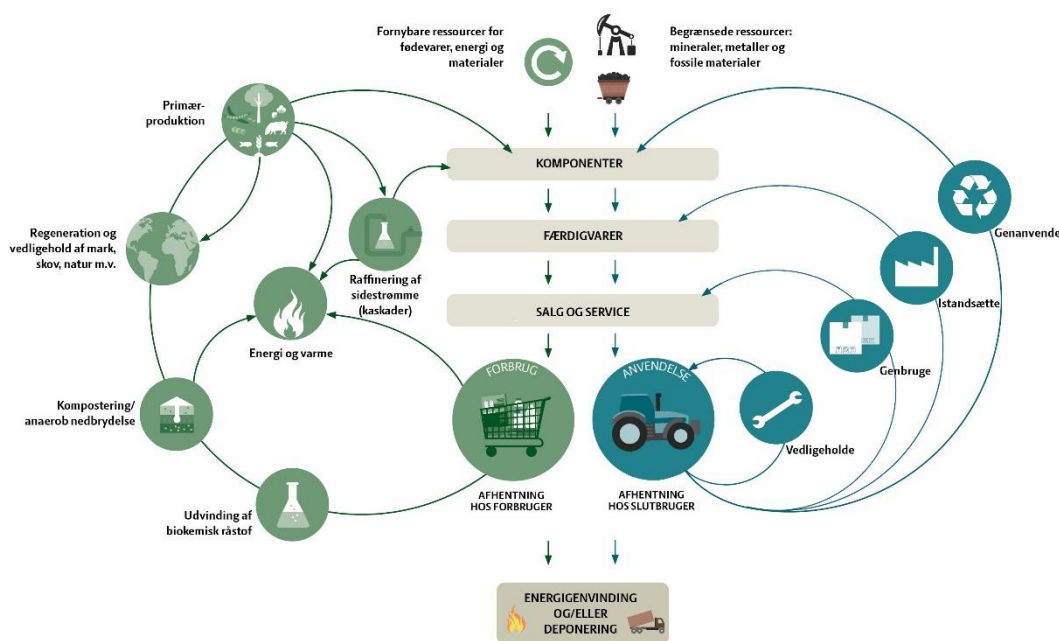 Fornybare ressourcer for
fødevarer, energi og
materialer
Begrænsede ressourcer:
mineraler, metaller og
fossile materialer
Primær-
produktion
KOMPONENTER
Genanvende
Regeneration og
vedligehold af mark,
skov, natur m.v.
FÆRDIGVARER
Raffinering af
sidestrømme
(kaskader)
Istandsætte
SALG OG SERVICE
Energi og varme
Genbruge
FORBRUG
ANVENDELSE
Kompostering/
anaerob nedbrydelse
Vedligeholde
AFHENTNING
HOS FORBRUGER
AFHENTNING
HOS SLUTBRUGER
Udvinding af
biokemisk råstof
ENERGIGENVINDING
OG/ELLER
DEPONERING